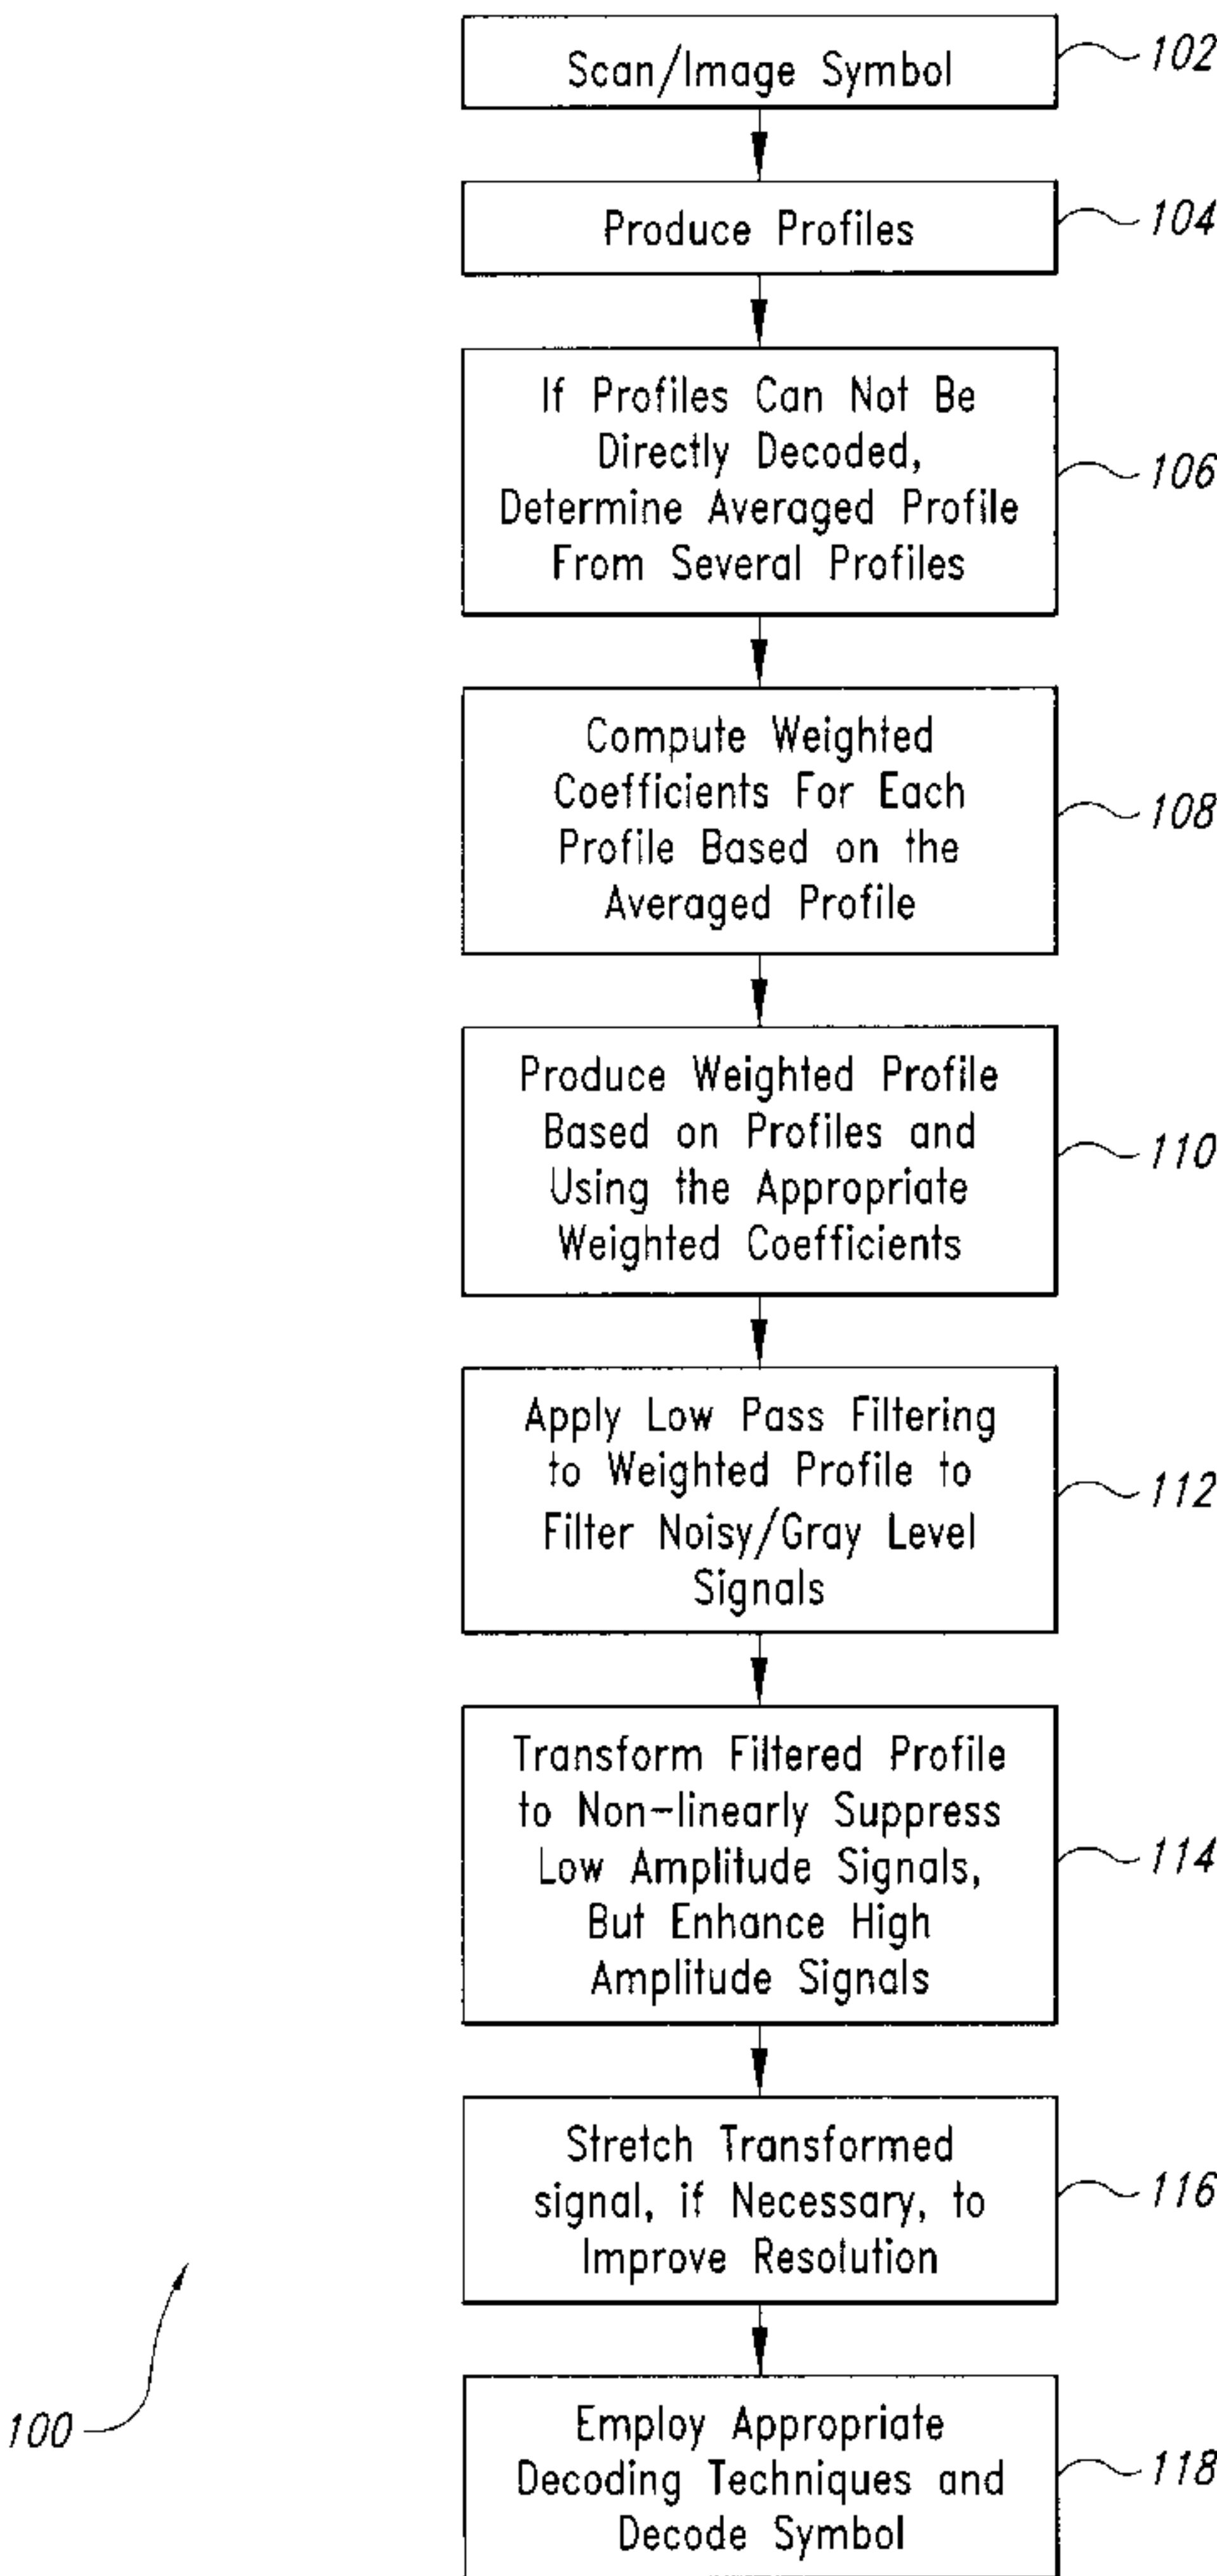 Scan/Image Symbol
102
Produce Profiles
104
If Profiles Can Not Be
Directly Decoded,
Determine Averaged Profile
From Several Profiles
106
Compute Weighted
Coefficients For Each
Profile Based on the
Averaged Profile
108
Produce Weighted Profile
Based on Profiles and
Using the Appropriate
Weighted Coefficients
110
Apply Low Pass Filtering
to Weighted Profile to
Filter Noisy/Gray Level
Signals
112
Transform Filtered Profile
to Non-linearly Suppress
Low Amplitude Signals,
But Enhance High
Amplitude Signals
114
Stretch Transformed
signal, if Necessary, to
Improve Resolution
116
Employ Appropriate
Decoding Techniques and
Decode Symbol
118
100